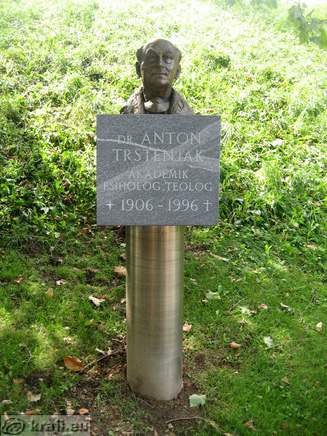 DR. ANTON
TRSTENJAK
AKADEMIK
PSIHOLOG, TEOLOG
+ 1906 - 1996 +
© kraji.eu